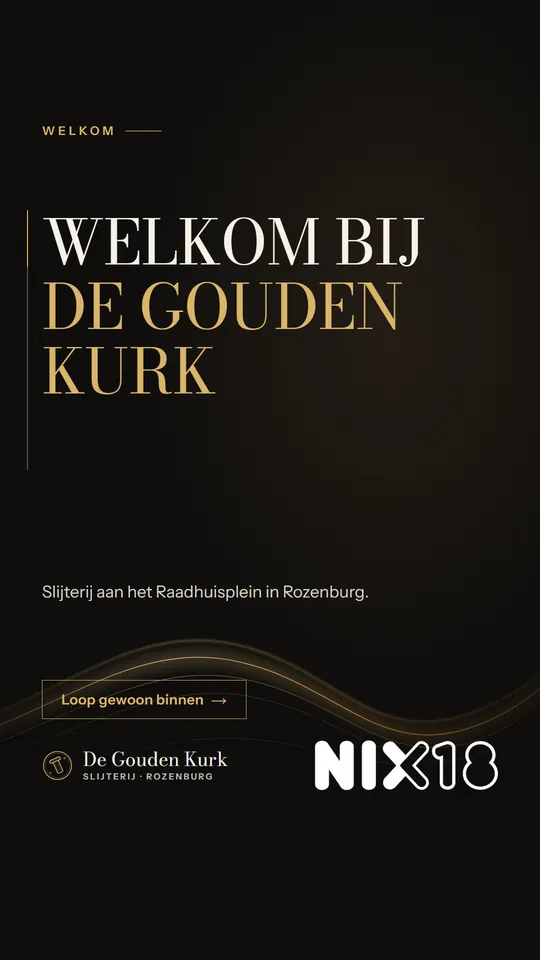 WELKOM
WELKOM BIJ
DE GOUDEN
KURK
Slijterij aan het Raadhuisplein in Rozenburg.
Loop gewoon binnen →
De Gouden Kurk
SLIJTERIJ · ROZENBURG
NIX18